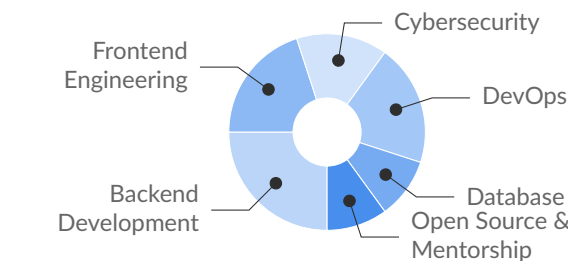 Cybersecurity
Frontend
Engineering
DevOps
Backend
Development
Database
Open Source &
Mentorship